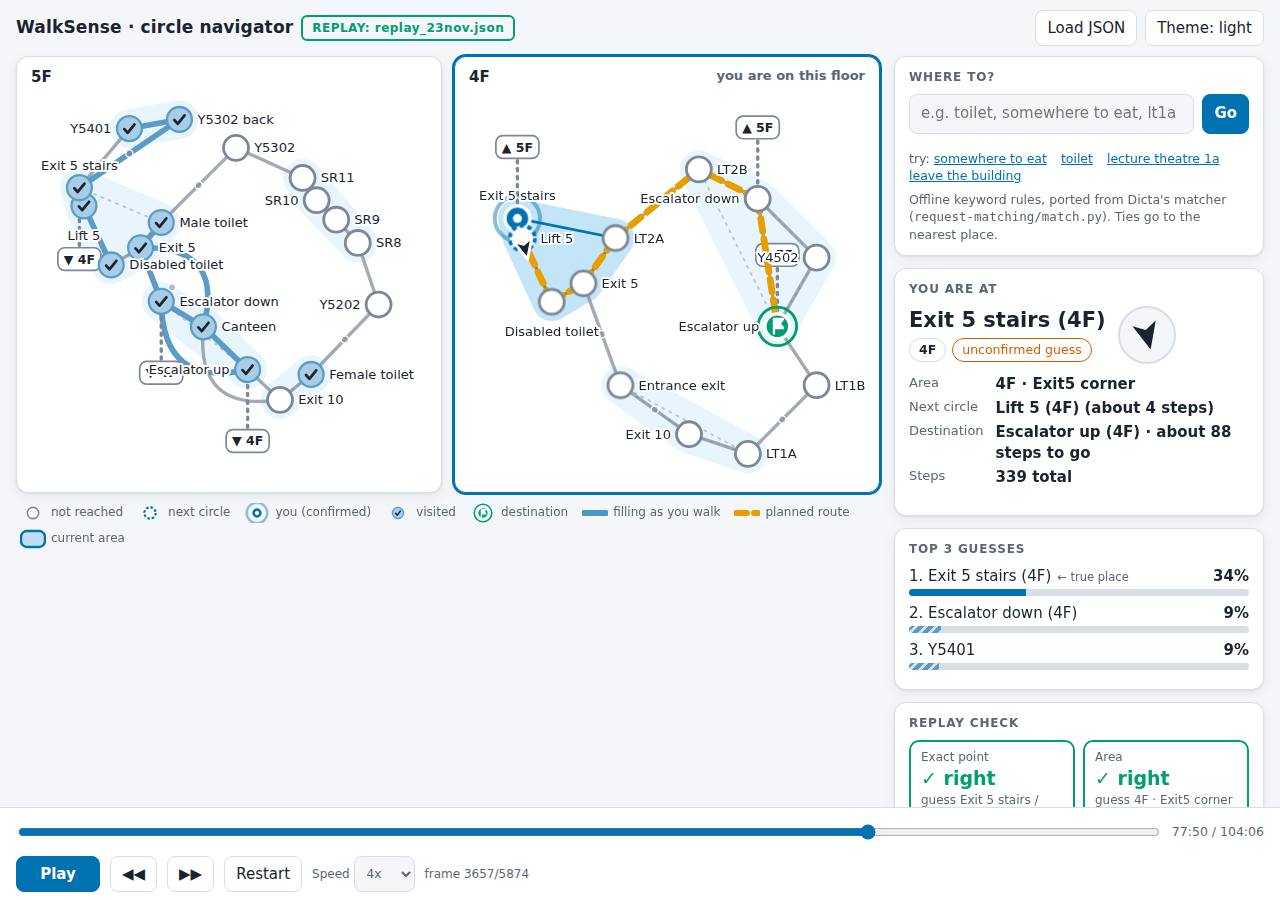 WalkSense · circle navigator
REPLAY: replay_23nov.json
Load JSON
Theme: light
5F
Y5401
Y5302 back
Y5302
Exit 5 stairs
SR11
SR10
SR9
SR8
Male toilet
Lift 5
Exit 5
▼ 4F
Disabled toilet
Escalator down
Y5202
Canteen
Escalator up
Female toilet
Exit 10
▼ 4F
4F
you are on this floor
▲ 5F
▲ 5F
LT2B
Exit 5 stairs
Escalator down
Lift 5
LT2A
Y4502
Exit 5
Disabled toilet
Escalator up
Entrance exit
LT1B
Exit 10
LT1A
not reached
next circle
you (confirmed)
visited
destination
filling as you walk
planned route
current area
WHERE TO?
e.g. toilet, somewhere to eat, lt1a
Go
try: somewhere to eat toilet lecture theatre 1a
leave the building
Offline keyword rules, ported from Dicta's matcher
(request-matching/match.py). Ties go to the
nearest place.
YOU ARE AT
Exit 5 stairs (4F)
4F
unconfirmed guess
Area 4F · Exit5 corner
Next circle Lift 5 (4F) (about 4 steps)
Destination Escalator up (4F) · about 88
steps to go
Steps 339 total
TOP 3 GUESSES
1. Exit 5 stairs (4F) ← true place 34%
2. Escalator down (4F) 9%
3. Y5401 9%
REPLAY CHECK
Exact point
✓ right
guess Exit 5 stairs /
Area
✓ right
guess 4F · Exit5 corner
77:50 / 104:06
Play
◀◀
▶▶
Restart
Speed
4x
frame 3657/5874